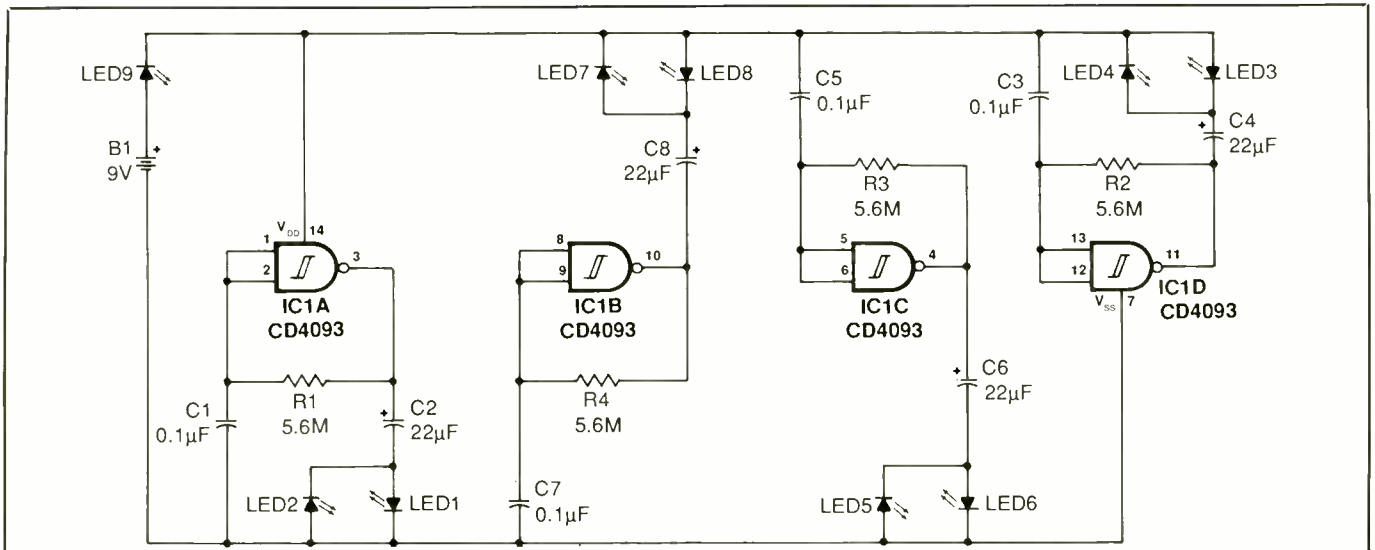 LED9
B1
9V
+
V_DD 14
1
2
3
IC1A
CD4093
R1
5.6M
C1
0.1µF
+
C2
22µF
LED2
LED1
LED7
LED8
C8
22µF
+
8
9
10
IC1B
CD4093
R4
5.6M
C7
0.1µF
C5
0.1µF
R3
5.6M
5
6
4
IC1C
CD4093
+
C6
22µF
LED5
LED6
C3
0.1µF
LED4
LED3
+
C4
22µF
R2
5.6M
13
12
11
V_SS 7
IC1D
CD4093